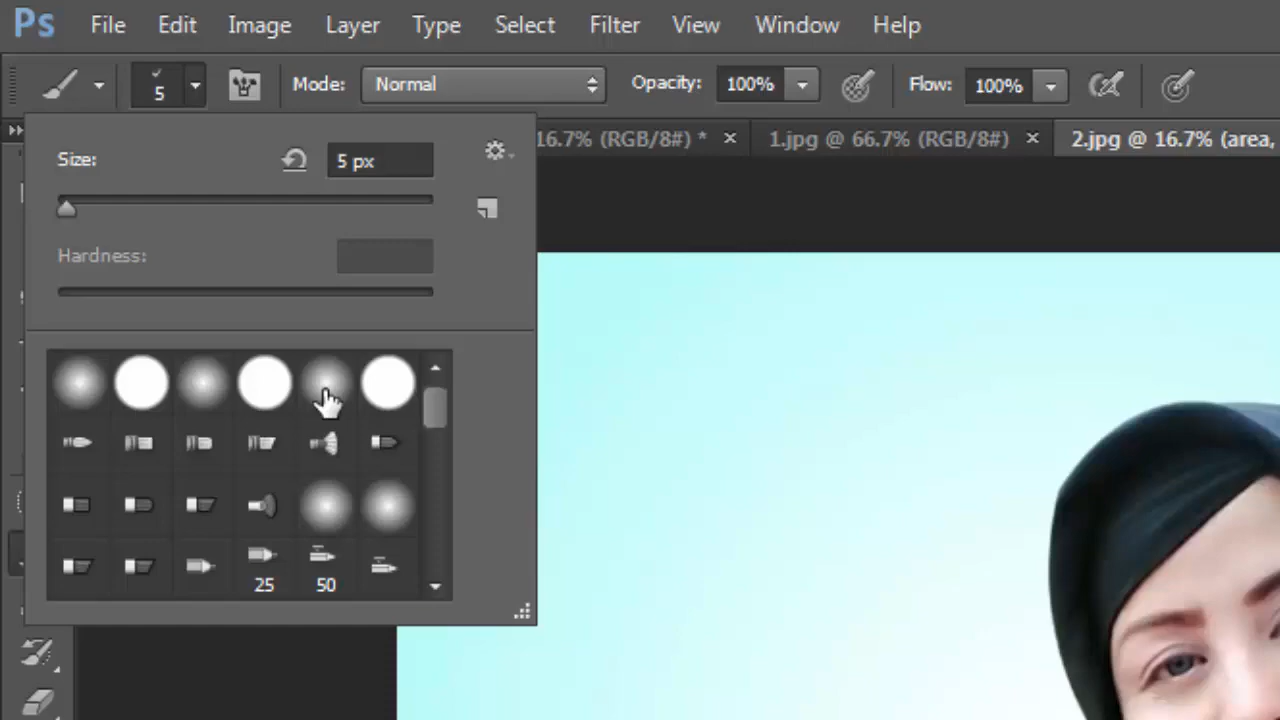 Ps File Edit Image Layer Type Select Filter View Window Help
5 Mode: Normal Opacity: 100% Flow: 100%
16.7% (RGB/8#) * × 1.jpg @ 66.7% (RGB/8#) × 2.jpg @ 16.7% (area,
Size: 5 px
Hardness:
25 50